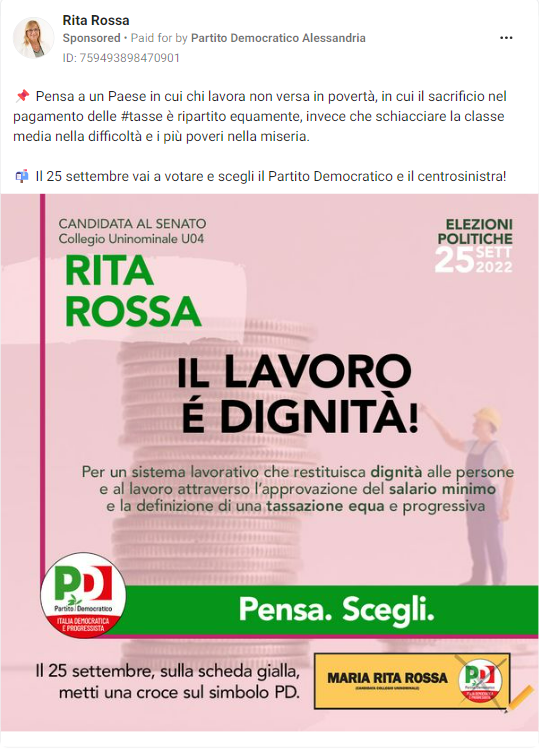 Rita Rossa
Sponsored • Paid for by Partito Democratico Alessandria
ID: 759493898470901
📌 Pensa a un Paese in cui chi lavora non versa in povertà, in cui il sacrificio nel
pagamento delle #tasse è ripartito equamente, invece che schiacciare la classe
media nella difficoltà e i più poveri nella miseria.
📬 Il 25 settembre vai a votare e scegli il Partito Democratico e il centrosinistra!
CANDIDATA AL SENATO
Collegio Uninominale U04
RITA
ROSSA
ELEZIONI
POLITICHE
25 SETT
2022
IL LAVORO
É DIGNITÀ!
Per un sistema lavorativo che restituisca dignità alle persone
e al lavoro attraverso l'approvazione del salario minimo
e la definizione di una tassazione equa e progressiva
PD
Partito Democratico
ITALIA DEMOCRATICA
E PROGRESSISTA
Pensa. Scegli.
Il 25 settembre, sulla scheda gialla,
metti una croce sul simbolo PD.
MARIA RITA ROSSA
(CANDIDATA COLLEGIO UNINOMINALE)
PD